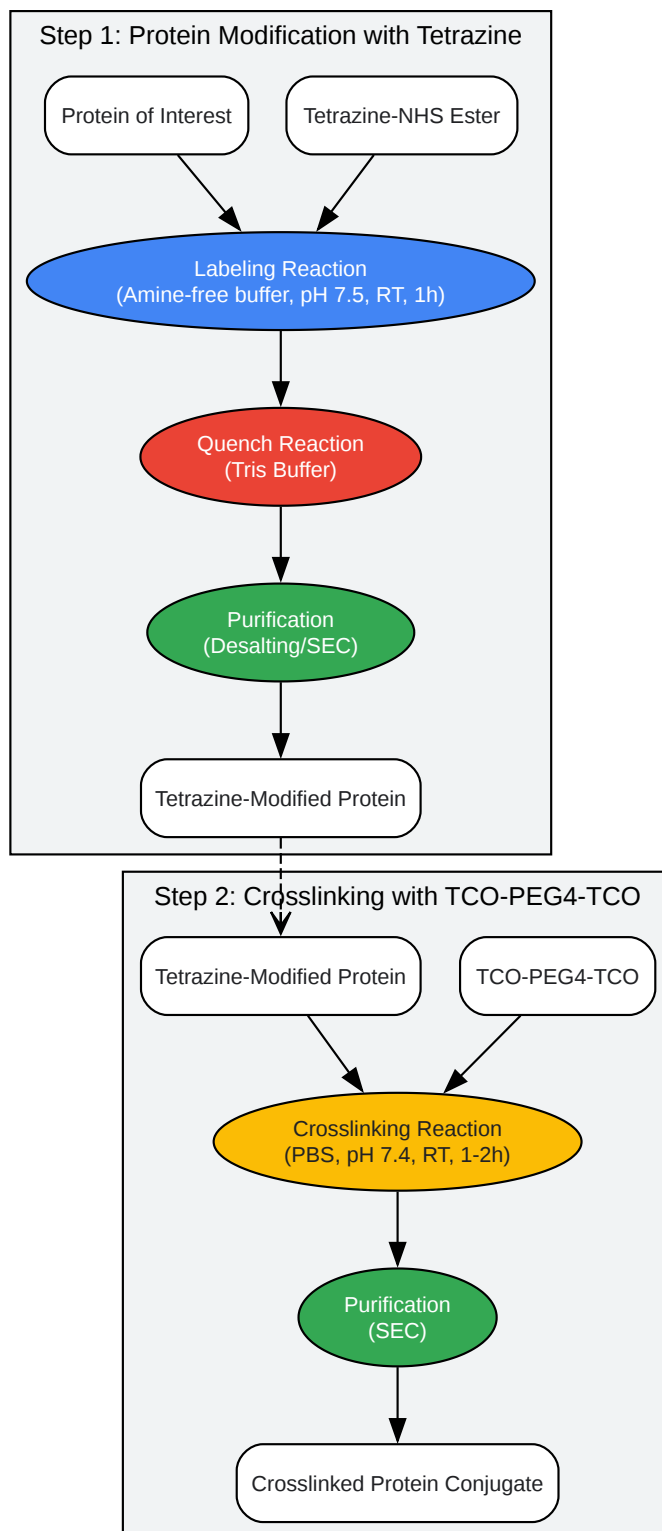 Step 1: Protein Modification with Tetrazine
Protein of Interest
Tetrazine-NHS Ester
Labeling Reaction
(Amine-free buffer, pH 7.5, RT, 1h)
Quench Reaction
(Tris Buffer)
Purification
(Desalting/SEC)
Tetrazine-Modified Protein
Step 2: Crosslinking with TCO-PEG4-TCO
Tetrazine-Modified Protein
TCO-PEG4-TCO
Crosslinking Reaction
(PBS, pH 7.4, RT, 1-2h)
Purification
(SEC)
Crosslinked Protein Conjugate